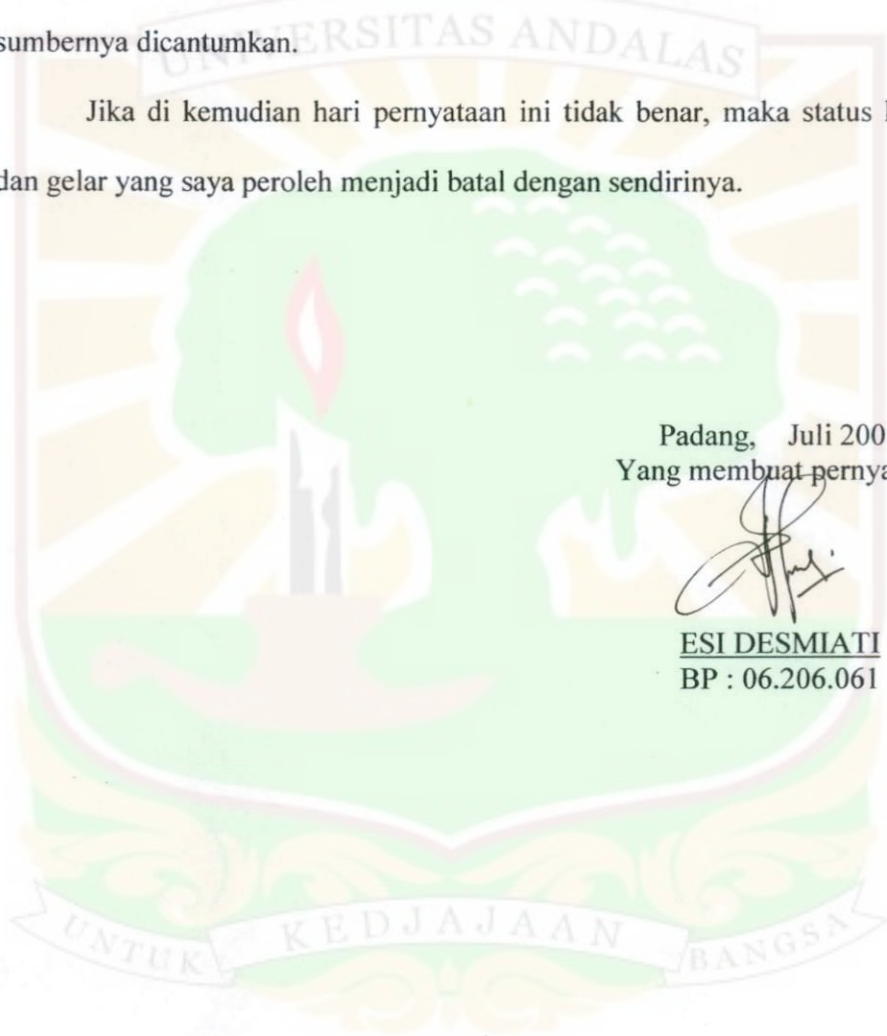 sumbernya dicantumkan.
UNIVERSITAS ANDALAS
Jika di kemudian hari pernyataan ini tidak benar, maka status
dan gelar yang saya peroleh menjadi batal dengan sendirinya.
Padang, Juli 200
Yang membuat pernya
ESI DESMIATI
BP : 06.206.061
UNTUK KEDJAJAAN BANGSA